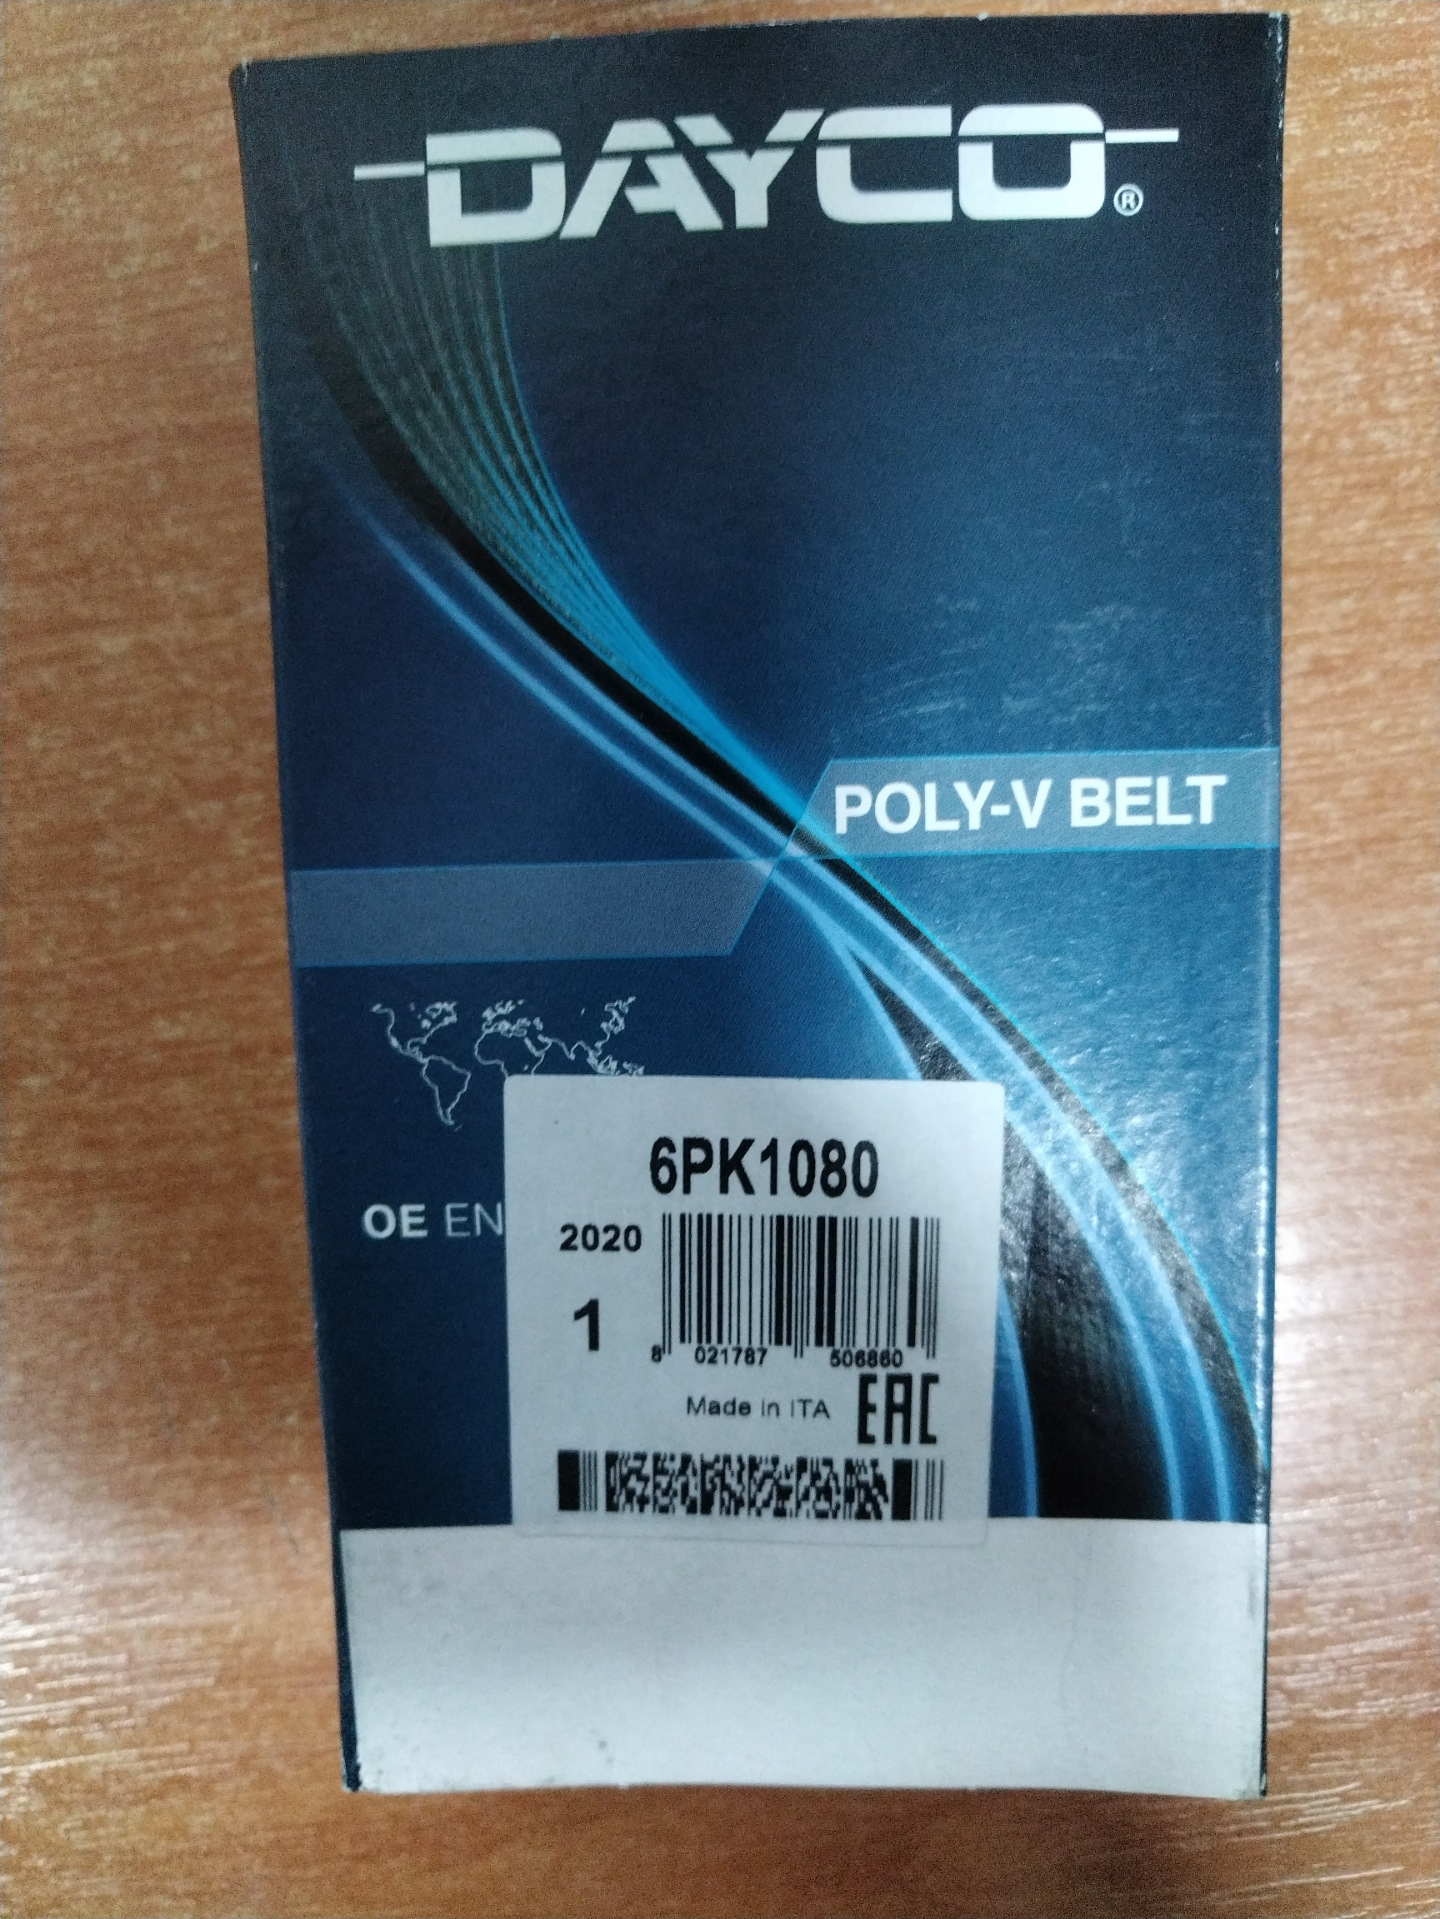 DAYCO®
POLY-V BELT
OE EN
6PK1080
2020
1
8 021787 506860
Made in ITA
EAC